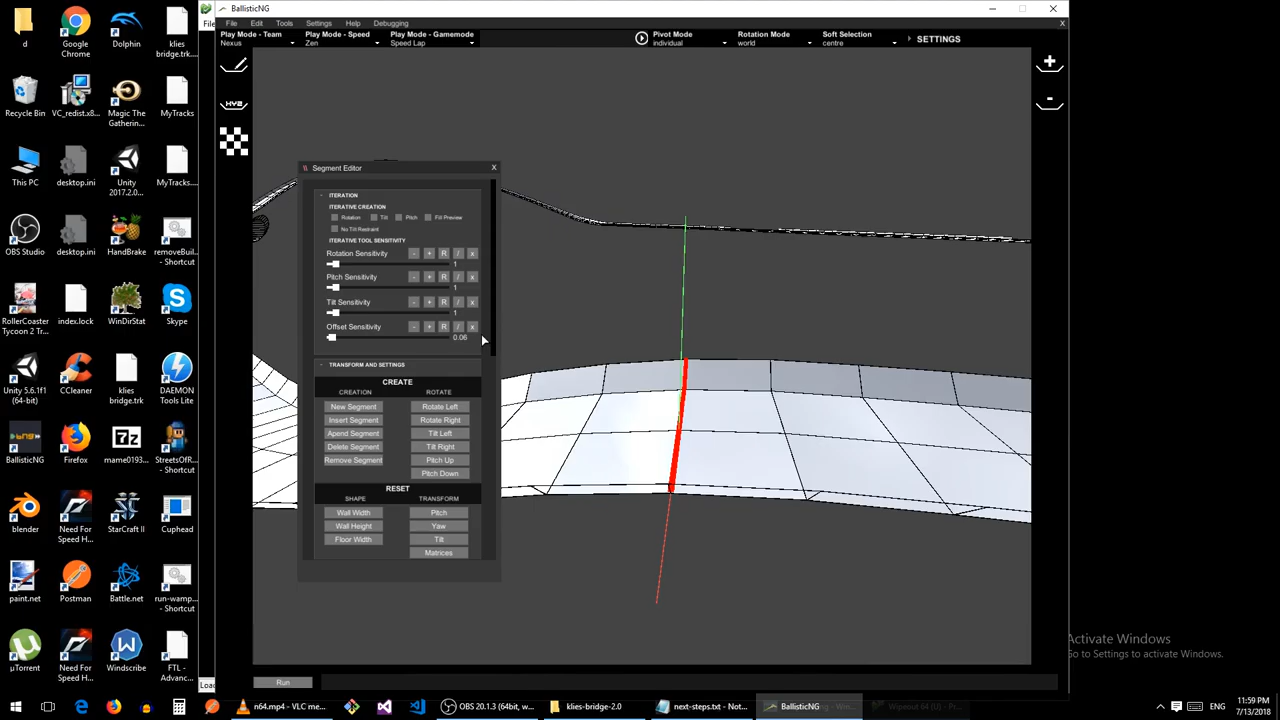 d
Google Chrome
Dolphin
klies bridge.trk...
Recycle Bin
VC_redist.x8...
Magic The Gatherin...
MyTracks
This PC
desktop.ini
Unity 2017.2.0...
MyTracks....
OBS Studio
desktop.ini
HandBrake
removeBuil... - Shortcut
RollerCoaster Tycoon 2 Tr...
index.lock
WinDirStat
Skype
Unity 5.6.1f1 (64-bit)
CCleaner
klies bridge.trk
DAEMON Tools Lite
BallisticNG
Firefox
mame0193...
StreetsOfR... - Shortcut
blender
Need For Speed H...
StarCraft II
Cuphead
paint.net
Postman
Battle.net
run-wamp... - Shortcut
µTorrent
Need For Speed H...
Windscribe
FTL - Advanc...
File
Load
BallisticNG
File Edit Tools Settings Help Debugging
X
Play Mode - Team
Nexus
Play Mode - Speed
Zen
Play Mode - Gamemode
Speed Lap
Pivot Mode
individual
Rotation Mode
world
Soft Selection
centre
SETTINGS
XYZ
+
-
Segment Editor
X
- ITERATION
ITERATIVE CREATION
Rotation Tilt Pitch Fill Preview
No Tilt Restraint
ITERATIVE TOOL SENSITIVITY
Rotation Sensitivity - + R / x
1
Pitch Sensitivity - + R / x
1
Tilt Sensitivity - + R / x
1
Offset Sensitivity - + R / x
0.06
- TRANSFORM AND SETTINGS
CREATE
CREATION ROTATE
New Segment Rotate Left
Insert Segment Rotate Right
Apend Segment Tilt Left
Delete Segment Tilt Right
Remove Segment Pitch Up
Pitch Down
RESET
SHAPE TRANSFORM
Wall Width Pitch
Wall Height Yaw
Floor Width Tilt
Matrices
Run
Activate Windows
Go to Settings to activate Windows.
n64.mp4 - VLC me...
OBS 20.1.3 (64bit, w...
klies-bridge-2.0
next-steps.txt - Not...
BallisticNG
Wipeout 64 (U) - Pr...
11:59 PM
7/13/2018